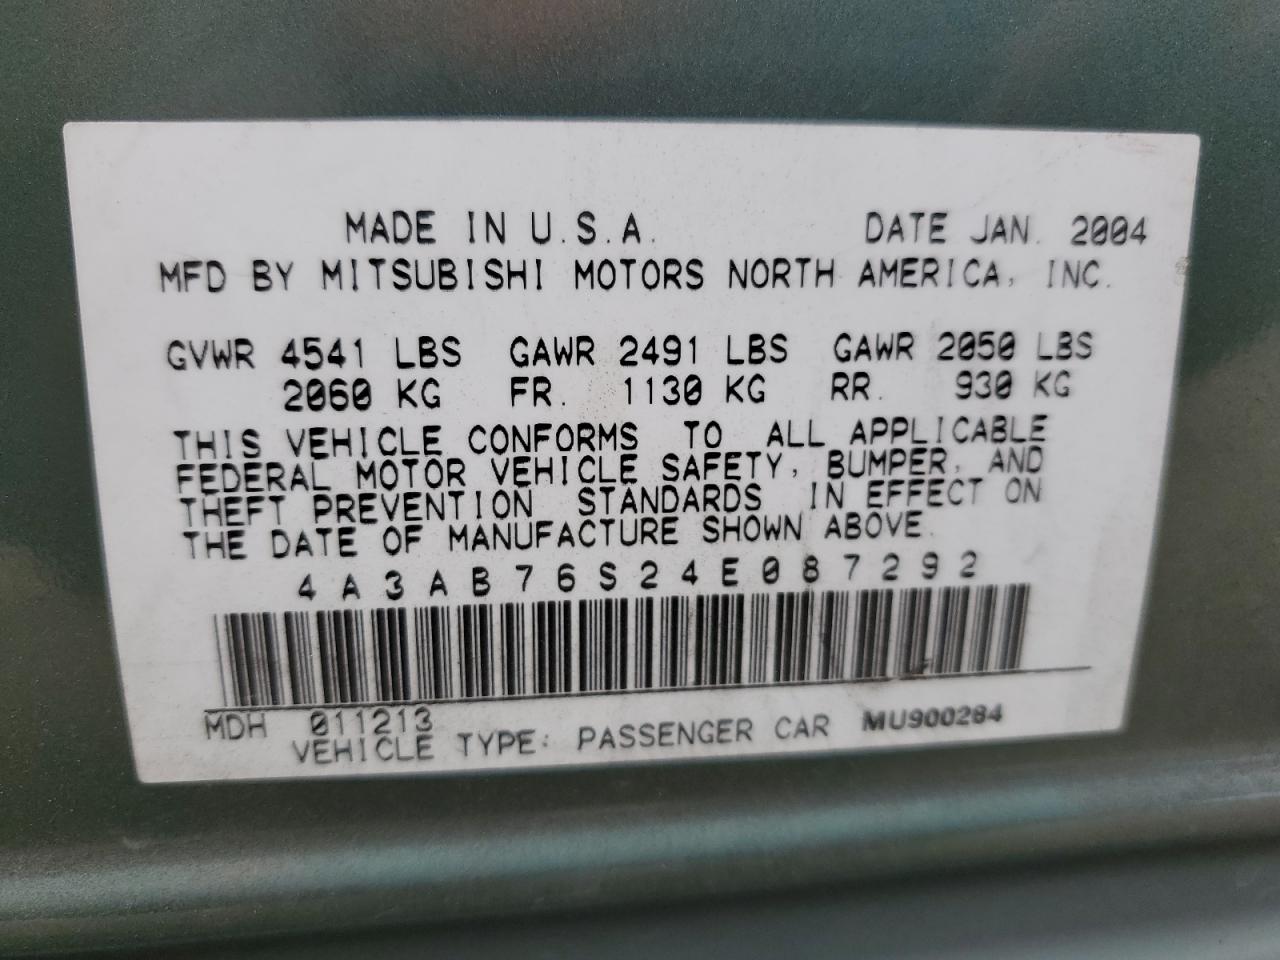 MADE IN U.S.A. DATE JAN. 2004
MFD BY MITSUBISHI MOTORS NORTH AMERICA, INC.
GVWR 4541 LBS GAWR 2491 LBS GAWR 2050 LBS
2060 KG FR. 1130 KG RR. 930 KG
THIS VEHICLE CONFORMS TO ALL APPLICABLE
FEDERAL MOTOR VEHICLE SAFETY, BUMPER, AND
THEFT PREVENTION STANDARDS IN EFFECT ON
THE DATE OF MANUFACTURE SHOWN ABOVE.
4A3AB76S24E087292
MDH 011213
VEHICLE TYPE: PASSENGER CAR MU900284